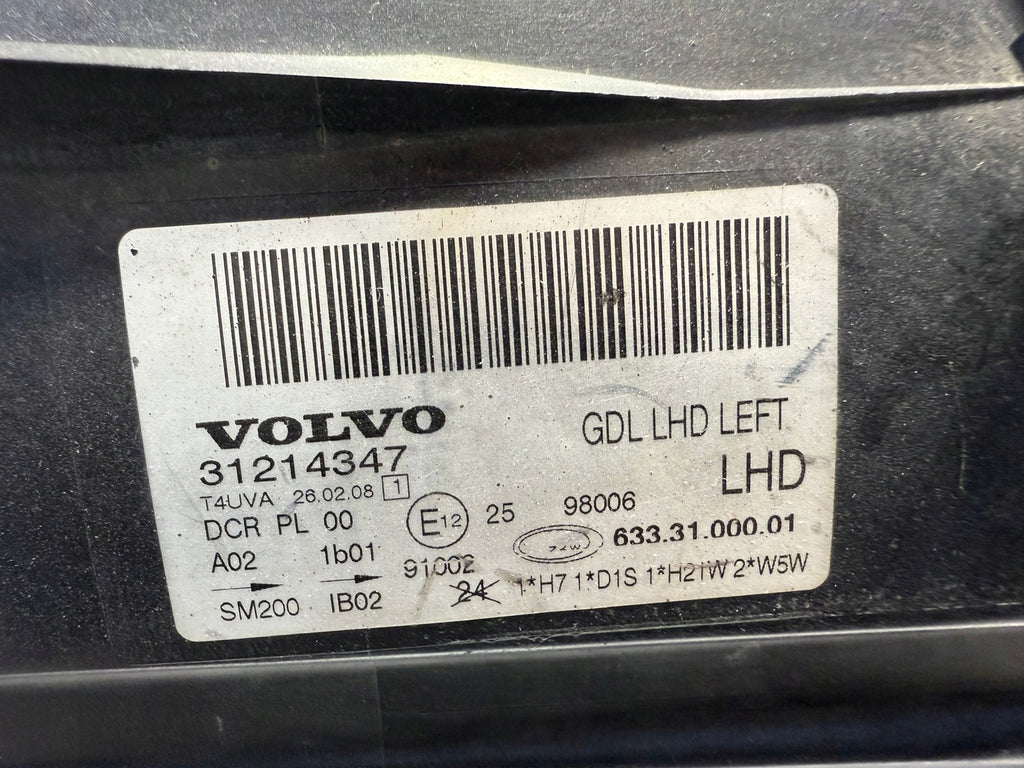 VOLVO
31214347
T4UVA 26.02.08 1
DCR PL 00
A02 1b01
SM200 IB02
GDL LHD LEFT
LHD
E12 25 98006
ZKW 633.31.000.01
91002
24 1*H7 1*D1S 1*H21W 2*W5W